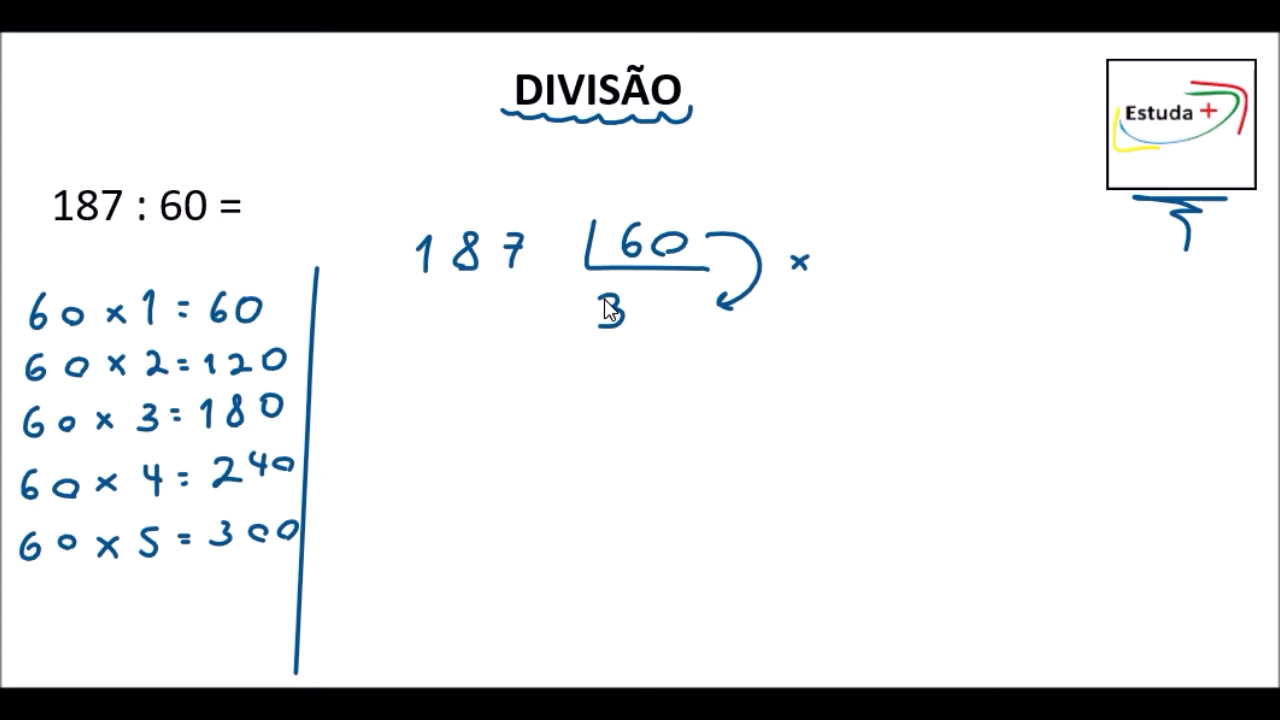 DIVISÃO
Estuda +
187 : 60 =
187 60
×
3
60 × 1 = 60
60 × 2 = 120
60 × 3 = 180
60 × 4 = 240
60 × 5 = 300